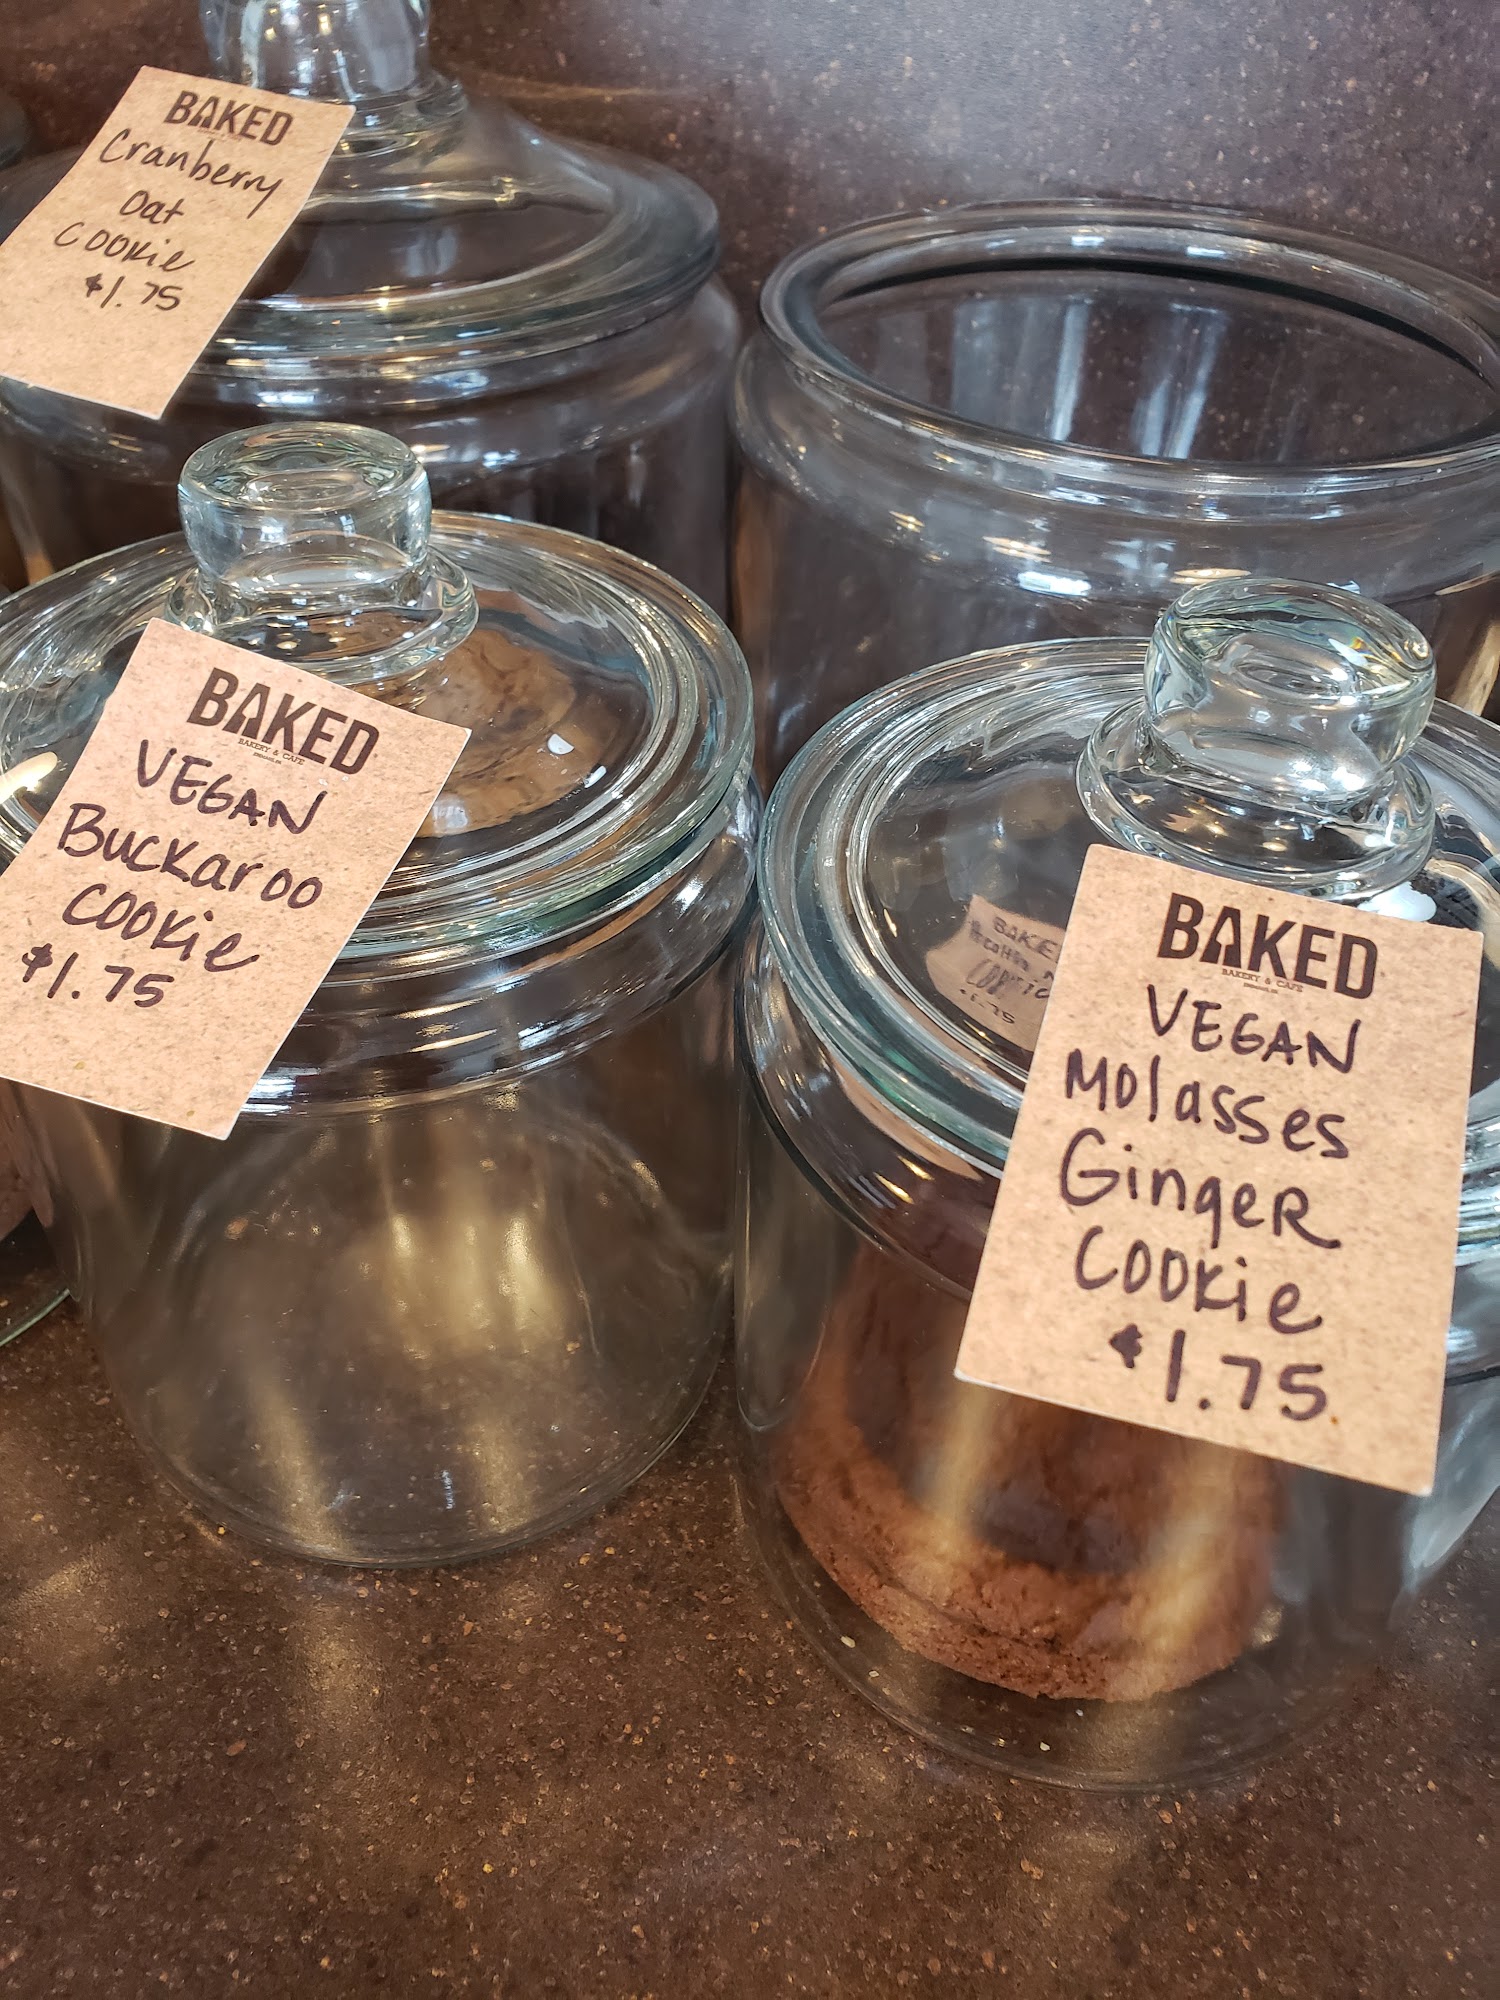 BAKED
Cranberry
Oat
Cookie
$1.75
BAKED
BAKERY & CAFE
VEGAN
Buckaroo
Cookie
$1.75
BAKED
BAKERY & CAFE
VEGAN
Molasses
Ginger
Cookie
$1.75
BAKE